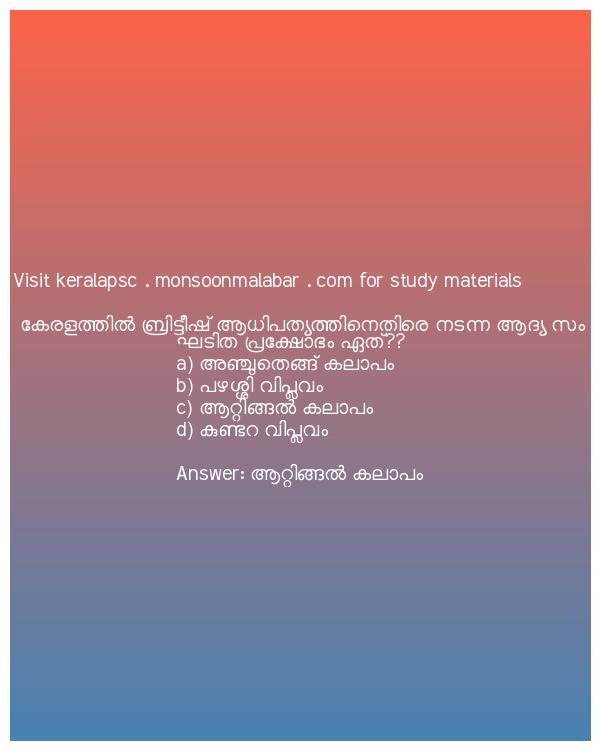 Visit keralapsc . monsoonmalabar . com for study materials
കേരളത്തിൽ ബ്രിട്ടീഷ് ആധിപത്യത്തിനെതിരെ നടന്ന ആദ്യ സം
ഘടിത പ്രക്ഷോഭം ഏത്??
a) അഞ്ചുതെങ്ങ് കലാപം
b) പഴശ്ശി വിപ്ലവം
c) ആറ്റിങ്ങൽ കലാപം
d) കുണ്ടറ വിപ്ലവം
Answer: ആറ്റിങ്ങൽ കലാപം